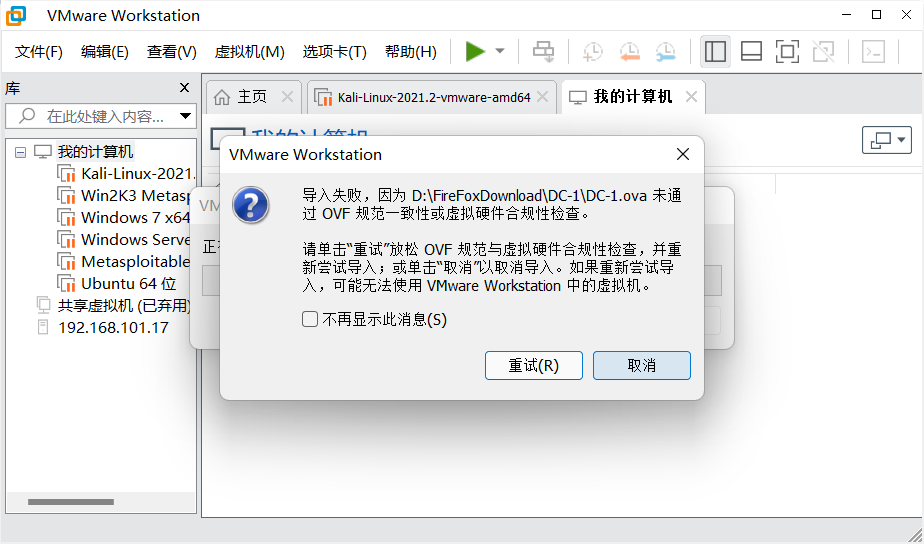 VMware Workstation
文件(F) 编辑(E) 查看(V) 虚拟机(M) 选项卡(T) 帮助(H)
库
在此处键入内容...
我的计算机
Kali-Linux-2021.
Win2K3 Metasp
Windows 7 x64
Windows Serve
Metasploitable
Ubuntu 64 位
共享虚拟机 (已弃用)
192.168.101.17
主页
Kali-Linux-2021.2-vmware-amd64
我的计算机
我的计算机
VM
正
VMware Workstation
导入失败，因为 D:\FireFoxDownload\DC-1\DC-1.ova 未通
过 OVF 规范一致性或虚拟硬件合规性检查。
请单击“重试”放松 OVF 规范与虚拟硬件合规性检查，并重
新尝试导入；或单击“取消”以取消导入。如果重新尝试导
入，可能无法使用 VMware Workstation 中的虚拟机。
不再显示此消息(S)
重试(R)
取消